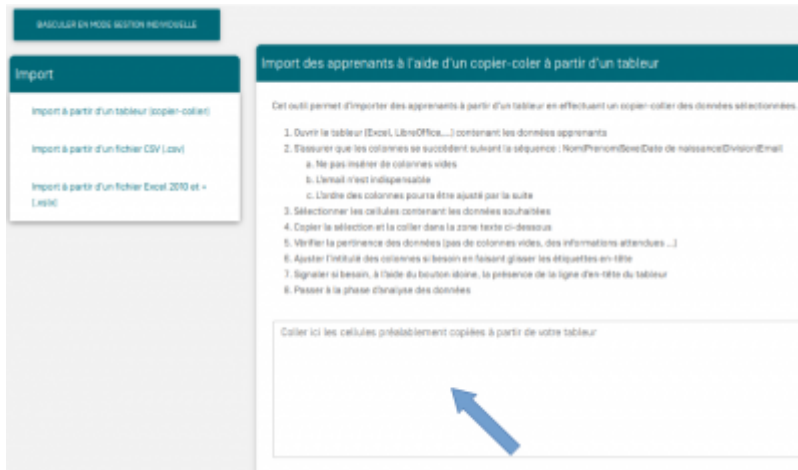 BASCULER EN MODE GESTION INDIVIDUELLE
Import
Import à partir d'un tableur (copier-coller)
Import à partir d'un fichier CSV (.csv)
Import à partir d'un fichier Excel 2010 et +
(.xslx)
Import des apprenants à l'aide d'un copier-coler à partir d'un tableur
Cet outil permet d'importer des apprenants à partir d'un tableur en effectuant un copier-coller des données sélectionnées.
1. Ouvrir la tableur (Excel, LibreOffice,...) contenant les données apprenants
2. S'assurer que les colonnes se succèdent suivant la séquence : Nom|Prenom|Sexe|Date de naissance|Division|Email
a. Ne pas insérer de colonnes vides
b. L'email n'est indispensable
c. L'ordre des colonnes pourra être ajusté par la suite
3. Sélectionner les cellules contenant les données souhaitées
4. Copier la sélection et la coller dans la zone texte ci-dessous
5. Vérifier la pertinence des données (pas de colonnes vides, des informations attendues ...)
6. Ajuster l'intitulé des colonnes si besoin en faisant glisser les étiquettes en-tête
7. Signaler si besoin, à l'aide du bouton idoine, la présence de la ligne d'en-tête du tableur
8. Passer à la phase d'analyse des données
Coller ici les cellules préalablement copiées à partir de votre tableur